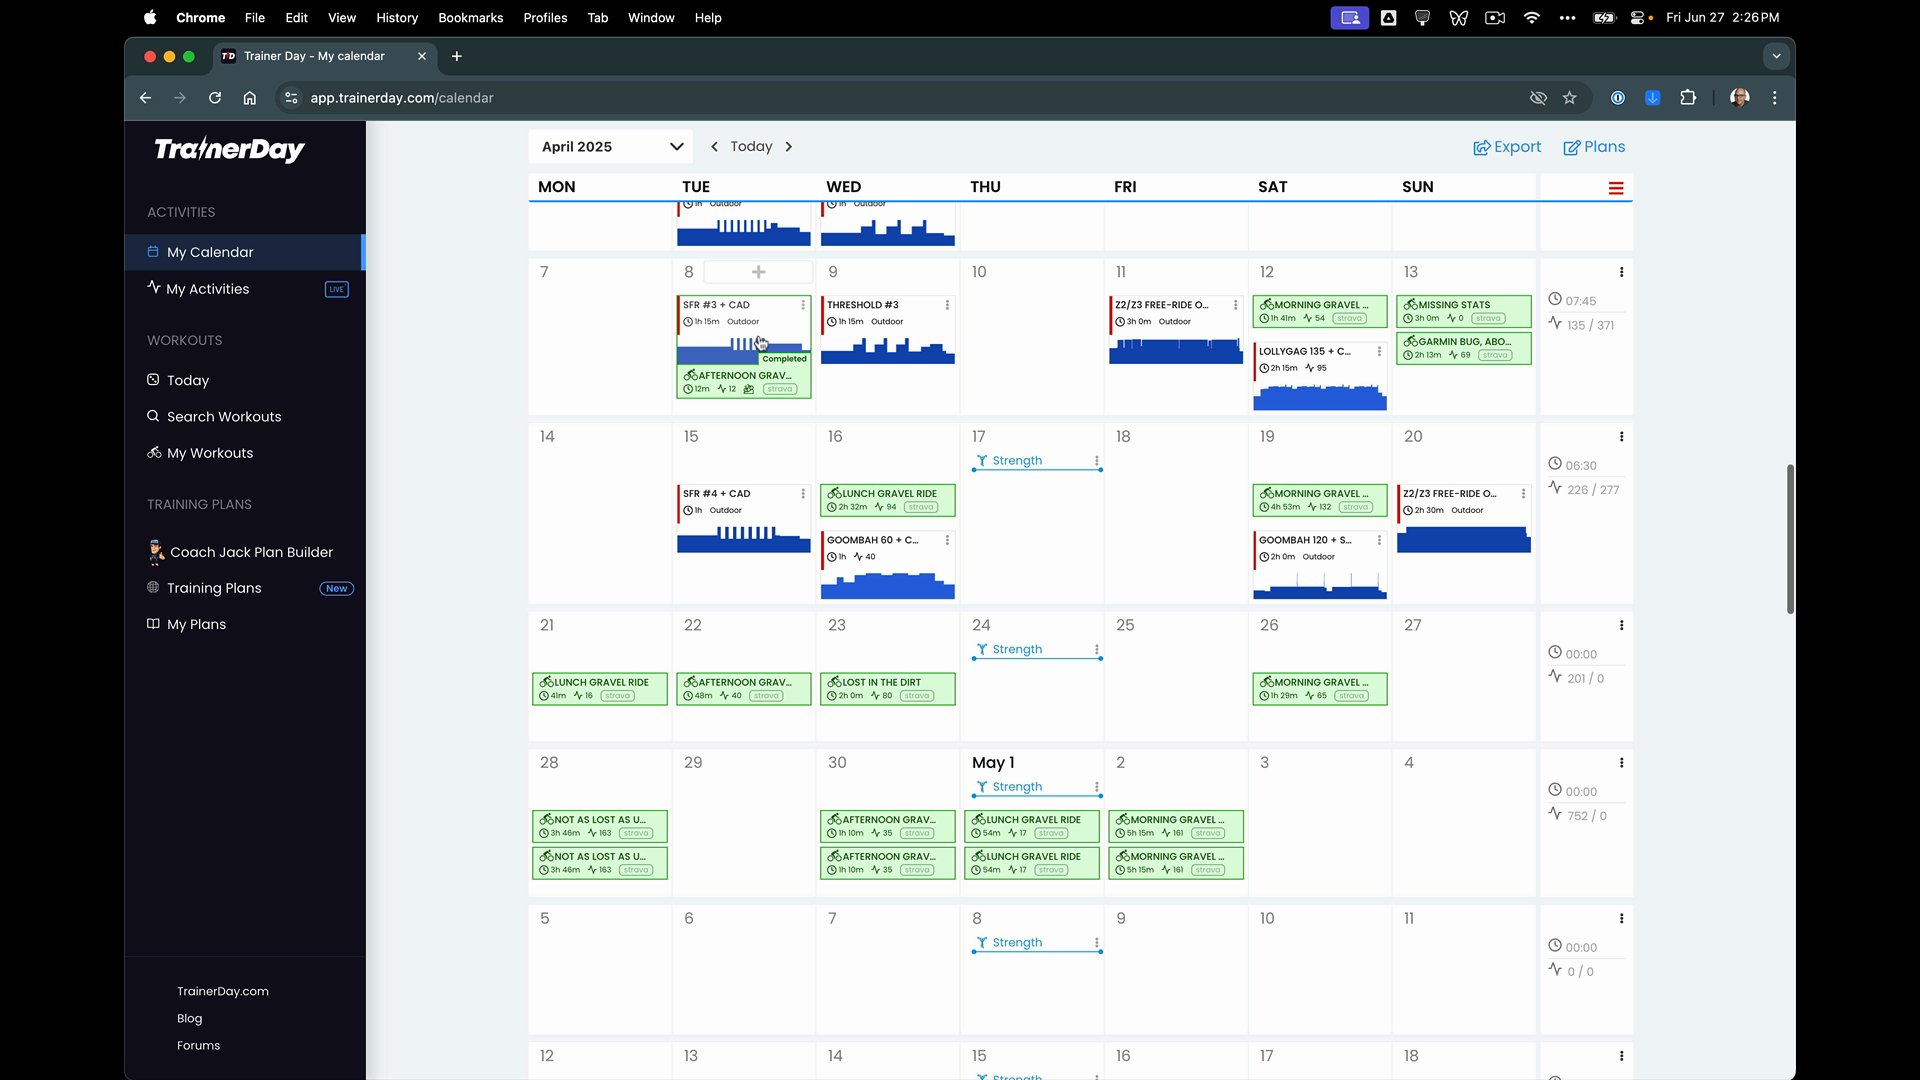 Chrome File Edit View History Bookmarks Profiles Tab Window Help Fri Jun 27 2:26 PM
TD Trainer Day - My calendar
app.trainerday.com/calendar
TrainerDay
ACTIVITIES
My Calendar
My Activities LIVE
WORKOUTS
Today
Search Workouts
My Workouts
TRAINING PLANS
Coach Jack Plan Builder
Training Plans New
My Plans
TrainerDay.com
Blog
Forums
April 2025 Today Export Plans
MON TUE WED THU FRI SAT SUN
1h Outdoor 1h Outdoor
7 8 9 10 11 12 13
SFR #3 + CAD
1h 15m Outdoor
Completed
AFTERNOON GRAV...
12m 12 strava
THRESHOLD #3
1h 15m Outdoor
Z2/Z3 FREE-RIDE O...
3h 0m Outdoor
MORNING GRAVEL ...
1h 41m 54 strava
LOLLYGAG 135 + C...
2h 15m 95
MISSING STATS
3h 0m 0 strava
GARMIN BUG, ABO...
2h 13m 69 strava
07:45
135 / 371
14 15 16 17 18 19 20
SFR #4 + CAD
1h Outdoor
LUNCH GRAVEL RIDE
2h 32m 94 strava
GOOMBAH 60 + C...
1h 40
Strength
MORNING GRAVEL ...
4h 53m 132 strava
GOOMBAH 120 + S...
2h 0m Outdoor
Z2/Z3 FREE-RIDE O...
2h 30m Outdoor
06:30
226 / 277
21 22 23 24 25 26 27
LUNCH GRAVEL RIDE
41m 16 strava
AFTERNOON GRAV...
48m 40 strava
LOST IN THE DIRT
2h 0m 80 strava
Strength
MORNING GRAVEL ...
1h 29m 65 strava
00:00
201 / 0
28 29 30 May 1 2 3 4
NOT AS LOST AS U...
3h 46m 163 strava
NOT AS LOST AS U...
3h 46m 163 strava
AFTERNOON GRAV...
1h 10m 35 strava
AFTERNOON GRAV...
1h 10m 35 strava
Strength
LUNCH GRAVEL RIDE
54m 17 strava
LUNCH GRAVEL RIDE
54m 17 strava
MORNING GRAVEL ...
5h 15m 161 strava
MORNING GRAVEL ...
5h 15m 161 strava
00:00
752 / 0
5 6 7 8 9 10 11
Strength
00:00
0 / 0
12 13 14 15 16 17 18
Strength